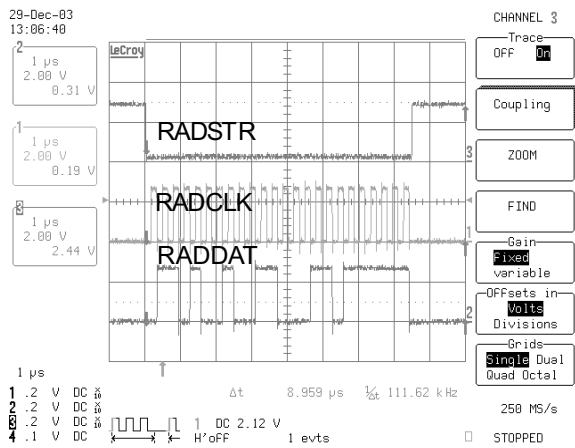 29-Dec-03
13:06:40
LeCroy
2
1 µs
2.00 V
0.31 V
1
1 µs
2.00 V
0.19 V
3
1 µs
2.00 V
2.44 V
RADSTR
RADCLK
RADDAT
3
1
2
CHANNEL 3
Trace
OFF On
Coupling
ZOOM
FIND
Gain
Fixed
variable
Offsets in
Volts
Divisions
Grids
Single Dual
Quad Octal
1 µs
1 .2 V DC
2 .2 V DC
3 .2 V DC
4 .1 V DC
Δt 8.959 µs 1/Δt 111.62 kHz
1 DC 2.12 V
H'off 1 evts
250 MS/s
STOPPED